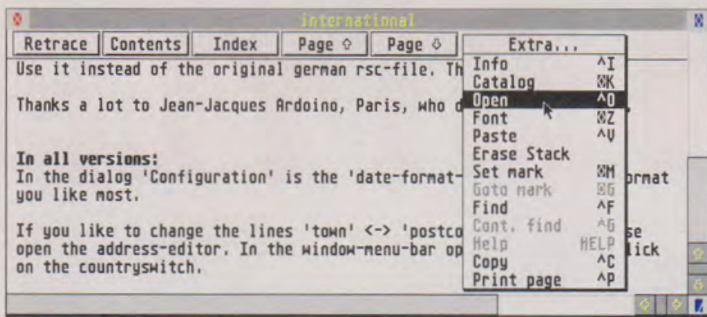 international
Retrace Contents Index Page ⇧ Page ⇩ Extra...
Use it instead of the original german rsc-file. Th
Thanks a lot to Jean-Jacques Ardoino, Paris, who d
In all versions:
In the dialog 'Configuration' is the 'date-format- ormat
you like most.
If you like to change the lines 'town' <-> 'postco se
open the address-editor. In the window-menu-bar op lick
on the countryswitch.
Info ^I
Catalog K
Open ^O
Font Z
Paste ^V
Erase Stack
Set mark M
Goto mark G
Find ^F
Cont. find ^G
Help HELP
Copy ^C
Print page ^P